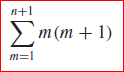 n+1
∑ m(m + 1)
m=1